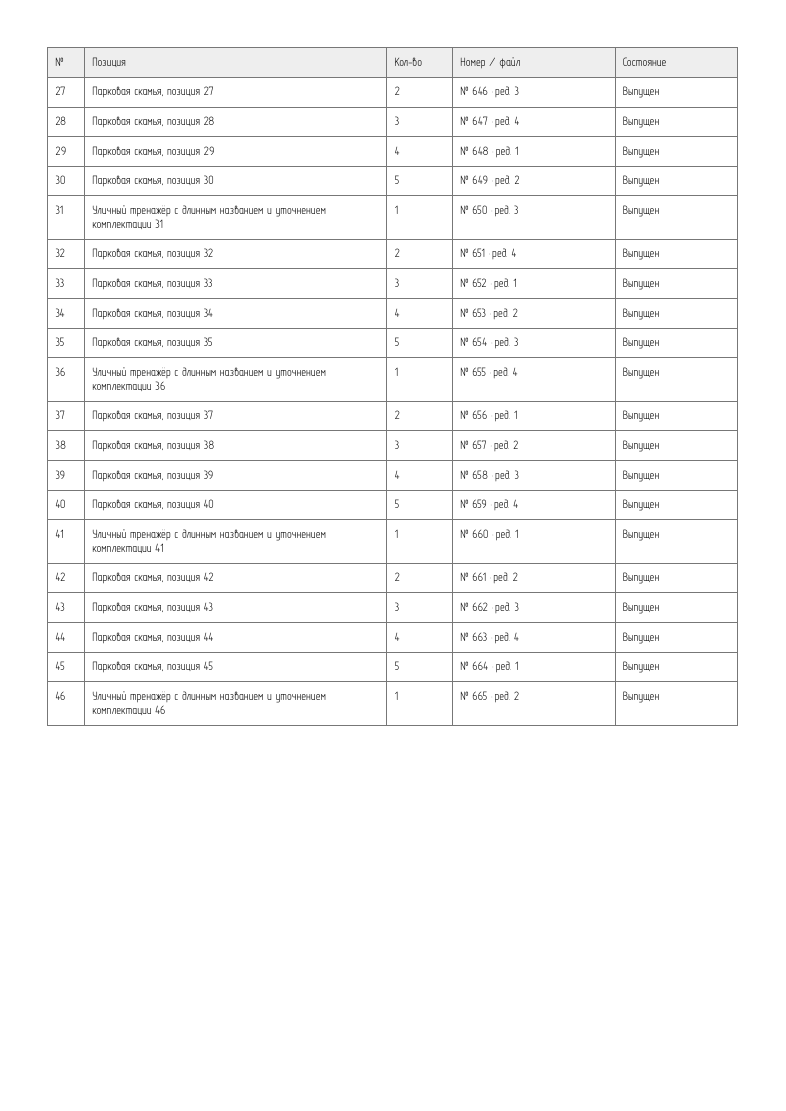 № Позиция Кол-во Номер / файл Состояние
27 Парковая скамья, позиция 27 2 № 646 · ред. 3 Выпущен
28 Парковая скамья, позиция 28 3 № 647 · ред. 4 Выпущен
29 Парковая скамья, позиция 29 4 № 648 · ред. 1 Выпущен
30 Парковая скамья, позиция 30 5 № 649 · ред. 2 Выпущен
31 Уличный тренажёр с длинным названием и уточнением 1 № 650 · ред. 3 Выпущен
комплектации 31
32 Парковая скамья, позиция 32 2 № 651 · ред. 4 Выпущен
33 Парковая скамья, позиция 33 3 № 652 · ред. 1 Выпущен
34 Парковая скамья, позиция 34 4 № 653 · ред. 2 Выпущен
35 Парковая скамья, позиция 35 5 № 654 · ред. 3 Выпущен
36 Уличный тренажёр с длинным названием и уточнением 1 № 655 · ред. 4 Выпущен
комплектации 36
37 Парковая скамья, позиция 37 2 № 656 · ред. 1 Выпущен
38 Парковая скамья, позиция 38 3 № 657 · ред. 2 Выпущен
39 Парковая скамья, позиция 39 4 № 658 · ред. 3 Выпущен
40 Парковая скамья, позиция 40 5 № 659 · ред. 4 Выпущен
41 Уличный тренажёр с длинным названием и уточнением 1 № 660 · ред. 1 Выпущен
комплектации 41
42 Парковая скамья, позиция 42 2 № 661 · ред. 2 Выпущен
43 Парковая скамья, позиция 43 3 № 662 · ред. 3 Выпущен
44 Парковая скамья, позиция 44 4 № 663 · ред. 4 Выпущен
45 Парковая скамья, позиция 45 5 № 664 · ред. 1 Выпущен
46 Уличный тренажёр с длинным названием и уточнением 1 № 665 · ред. 2 Выпущен
комплектации 46